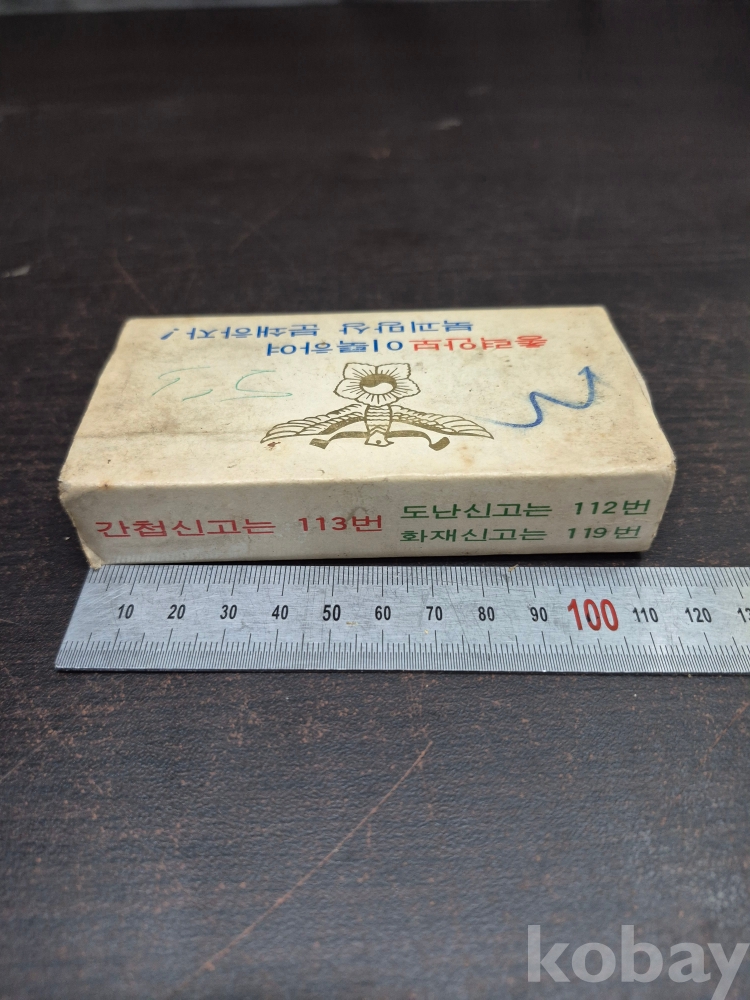 총력안보 이룩하여
북괴망상 분쇄하자!
간첩신고는 113번
도난신고는 112번
화재신고는 119번
10 20 30 40 50 60 70 80 90 100 110 120
kobay